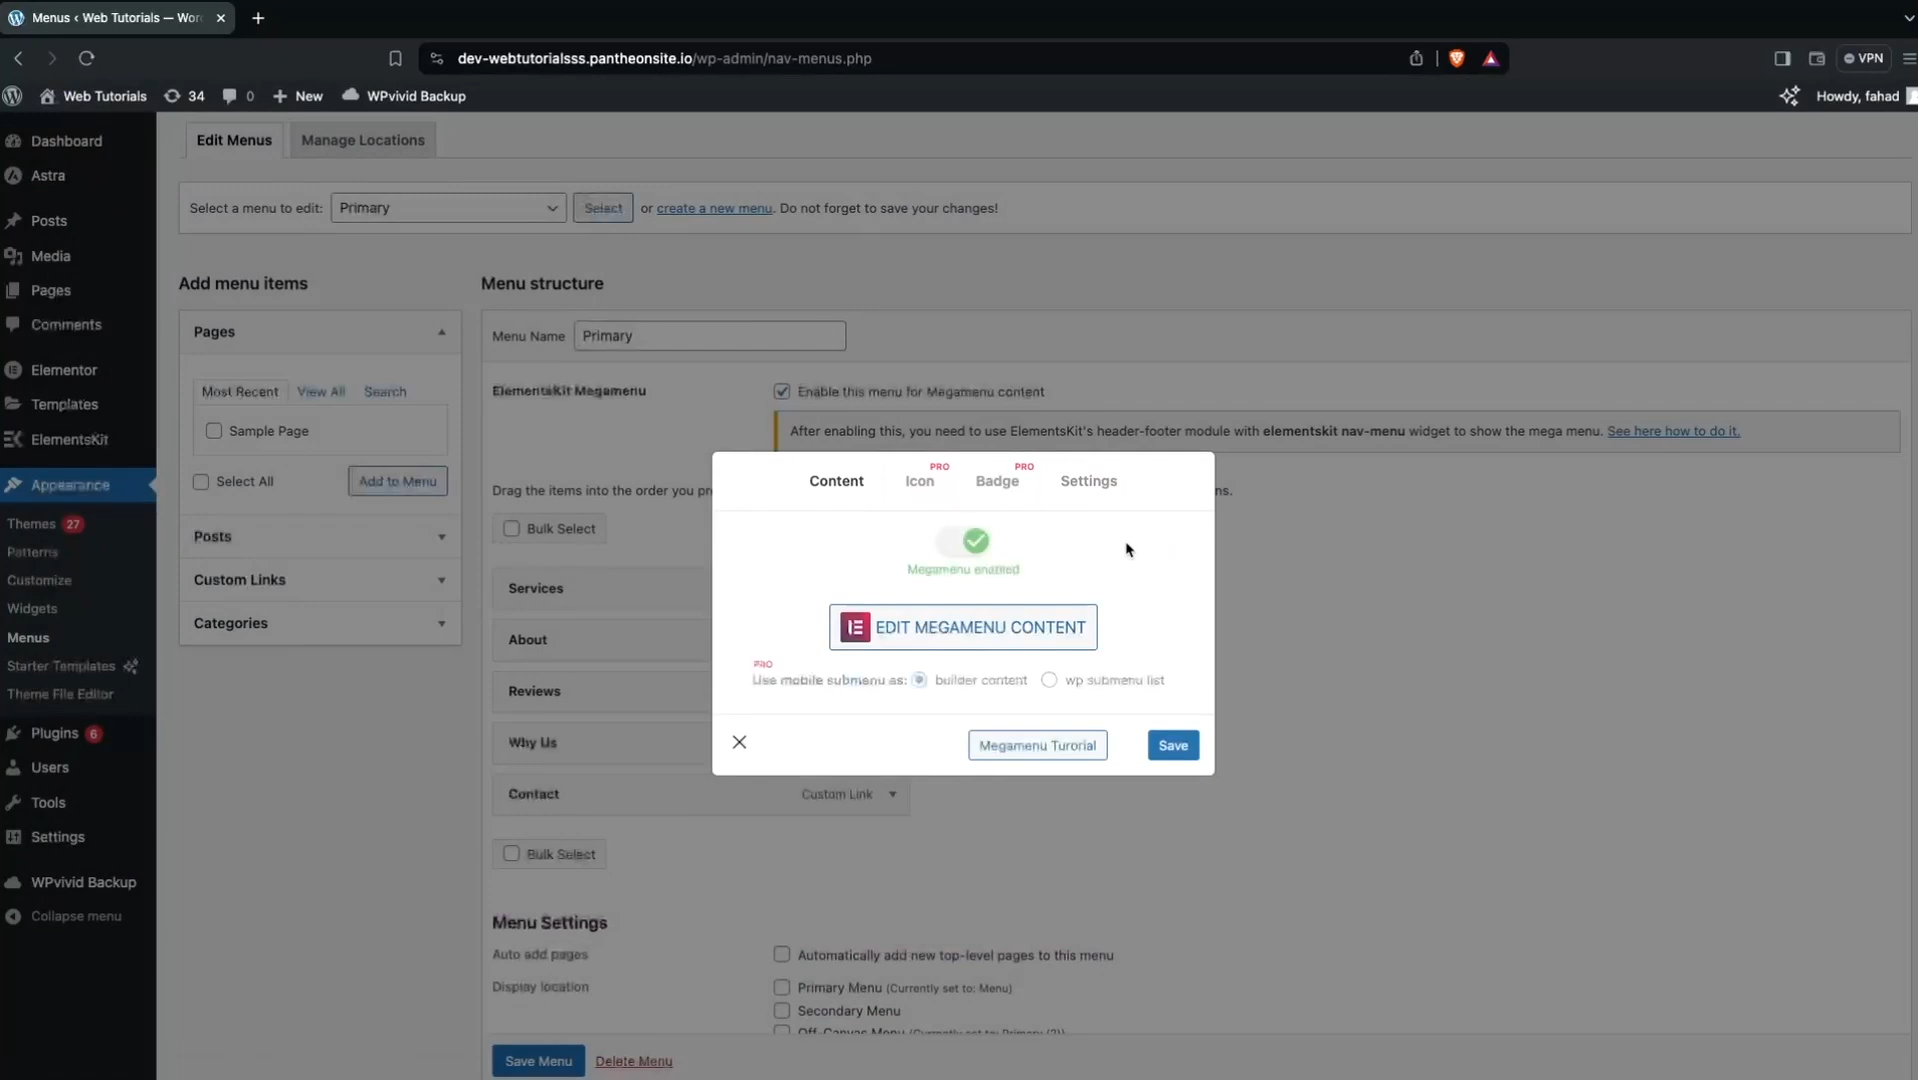 Menus ‹ Web Tutorials — Wor
dev-webtutorialsss.pantheonsite.io/wp-admin/nav-menus.php
VPN
Web Tutorials
34
0
New
WPvivid Backup
Howdy, fahad
Dashboard
Astra
Posts
Media
Pages
Comments
Elementor
Templates
ElementsKit
Appearance
Themes 27
Patterns
Customize
Widgets
Menus
Starter Templates
Theme File Editor
Plugins 6
Users
Tools
Settings
WPvivid Backup
Collapse menu
Edit Menus
Manage Locations
Select a menu to edit:
Primary
Select
or create a new menu. Do not forget to save your changes!
Add menu items
Pages
Most Recent
View All
Search
Sample Page
Select All
Add to Menu
Posts
Custom Links
Categories
Menu structure
Menu Name
Primary
ElementsKit Megamenu
Enable this menu for Megamenu content
After enabling this, you need to use ElementsKit's header-footer module with elementskit nav-menu widget to show the mega menu. See here how to do it.
Drag the items into the order you
Bulk Select
Services
About
Reviews
Why Us
Contact
Custom Link
Bulk Select
Content
PRO
Icon
PRO
Badge
Settings
Megamenu enabled
EDIT MEGAMENU CONTENT
PRO
Use mobile submenu as:
builder content
wp submenu list
Megamenu Turorial
Save
Menu Settings
Auto add pages
Automatically add new top-level pages to this menu
Display location
Primary Menu (Currently set to: Menu)
Secondary Menu
Off-Canvas Menu (Currently set to: Primary (2))
Save Menu
Delete Menu